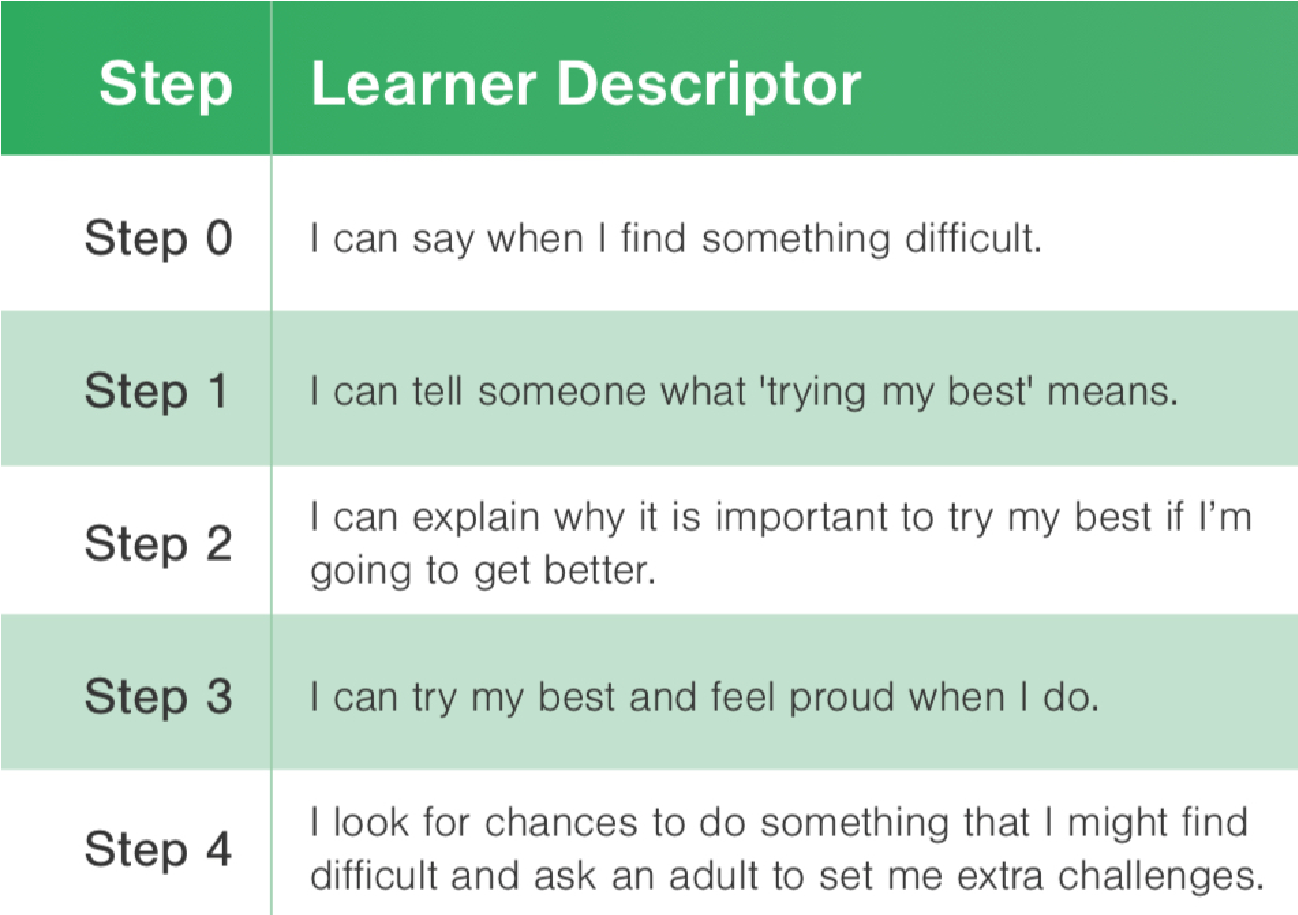 Step Learner Descriptor
Step 0 I can say when I find something difficult.
Step 1 I can tell someone what 'trying my best' means.
Step 2 I can explain why it is important to try my best if I’m
going to get better.
Step 3 I can try my best and feel proud when I do.
Step 4 I look for chances to do something that I might find
difficult and ask an adult to set me extra challenges.